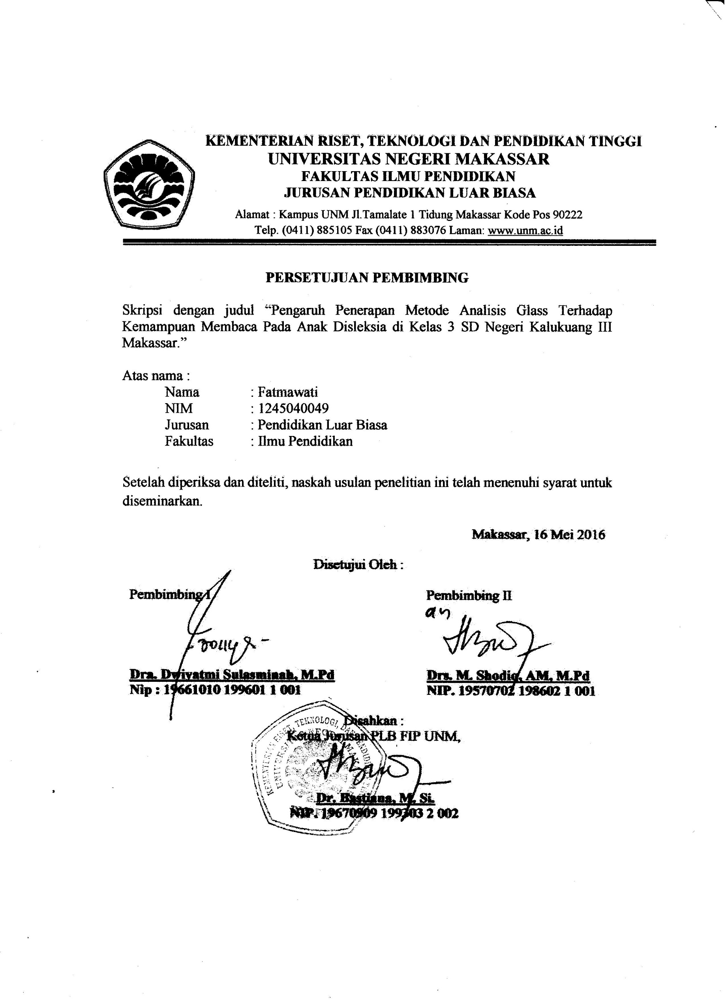 KEMENTERIAN RISET, TEKNOLOGI DAN PENDIDIKAN TINGGI
UNIVERSITAS NEGERI MAKASSAR
FAKULTAS ILMU PENDIDIKAN
JURUSAN PENDIDIKAN LUAR BIASA
Alamat : Kampus UNM Jl.Tamalate 1 Tidung Makassar Kode Pos 90222
Telp. (0411) 885105 Fax (0411) 883076 Laman: www.unm.ac.id
PERSETUJUAN PEMBIMBING
Skripsi dengan judul “Pengaruh Penerapan Metode Analisis Glass Terhadap
Kemampuan Membaca Pada Anak Disleksia di Kelas 3 SD Negeri Kalukuang III
Makassar.”
Atas nama :
Nama : Fatmawati
NIM : 1245040049
Jurusan : Pendidikan Luar Biasa
Fakultas : Ilmu Pendidikan
Setelah diperiksa dan diteliti, naskah usulan penelitian ini telah menenuhi syarat untuk
diseminarkan.
Makassar, 16 Mei 2016
Disetujui Oleh :
Pembimbing I
Pembimbing II
an
Dra. Dwiyatmi Sulasminah, M.Pd
Nip : 19661010 199601 1 001
Drs. M. Shodiq, AM, M.Pd
NIP. 19570702 198602 1 001
Disahkan :
Ketua Jurusan PLB FIP UNM,
Dr. Bastiana, M. Si.
NIP. 19670909 199303 2 002